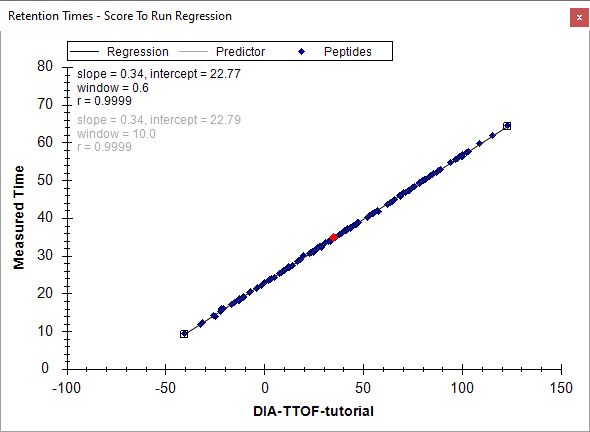 Retention Times - Score To Run Regression
x
Regression Predictor Peptides
slope = 0.34, intercept = 22.77
window = 0.6
r = 0.9999
slope = 0.34, intercept = 22.79
window = 10.0
r = 0.9999
80
70
60
50
40
30
20
10
0
Measured Time
-100 -50 0 50 100 150
DIA-TTOF-tutorial